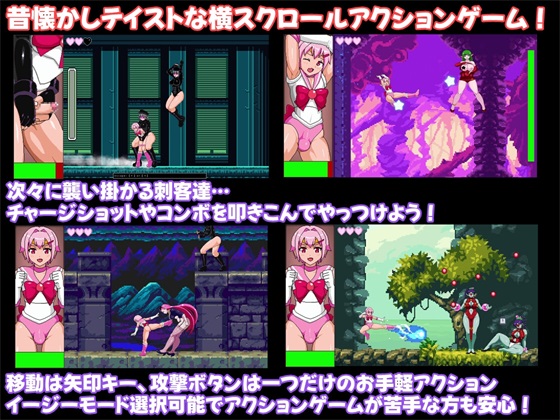 昔懐かしテイストな横スクロールアクションゲーム！
次々に襲い掛かる刺客達…
チャージショットやコンボを叩きこんでやっつけよう！
移動は矢印キー、攻撃ボタンは一つだけのお手軽アクション
イージーモード選択可能でアクションゲームが苦手な方も安心！